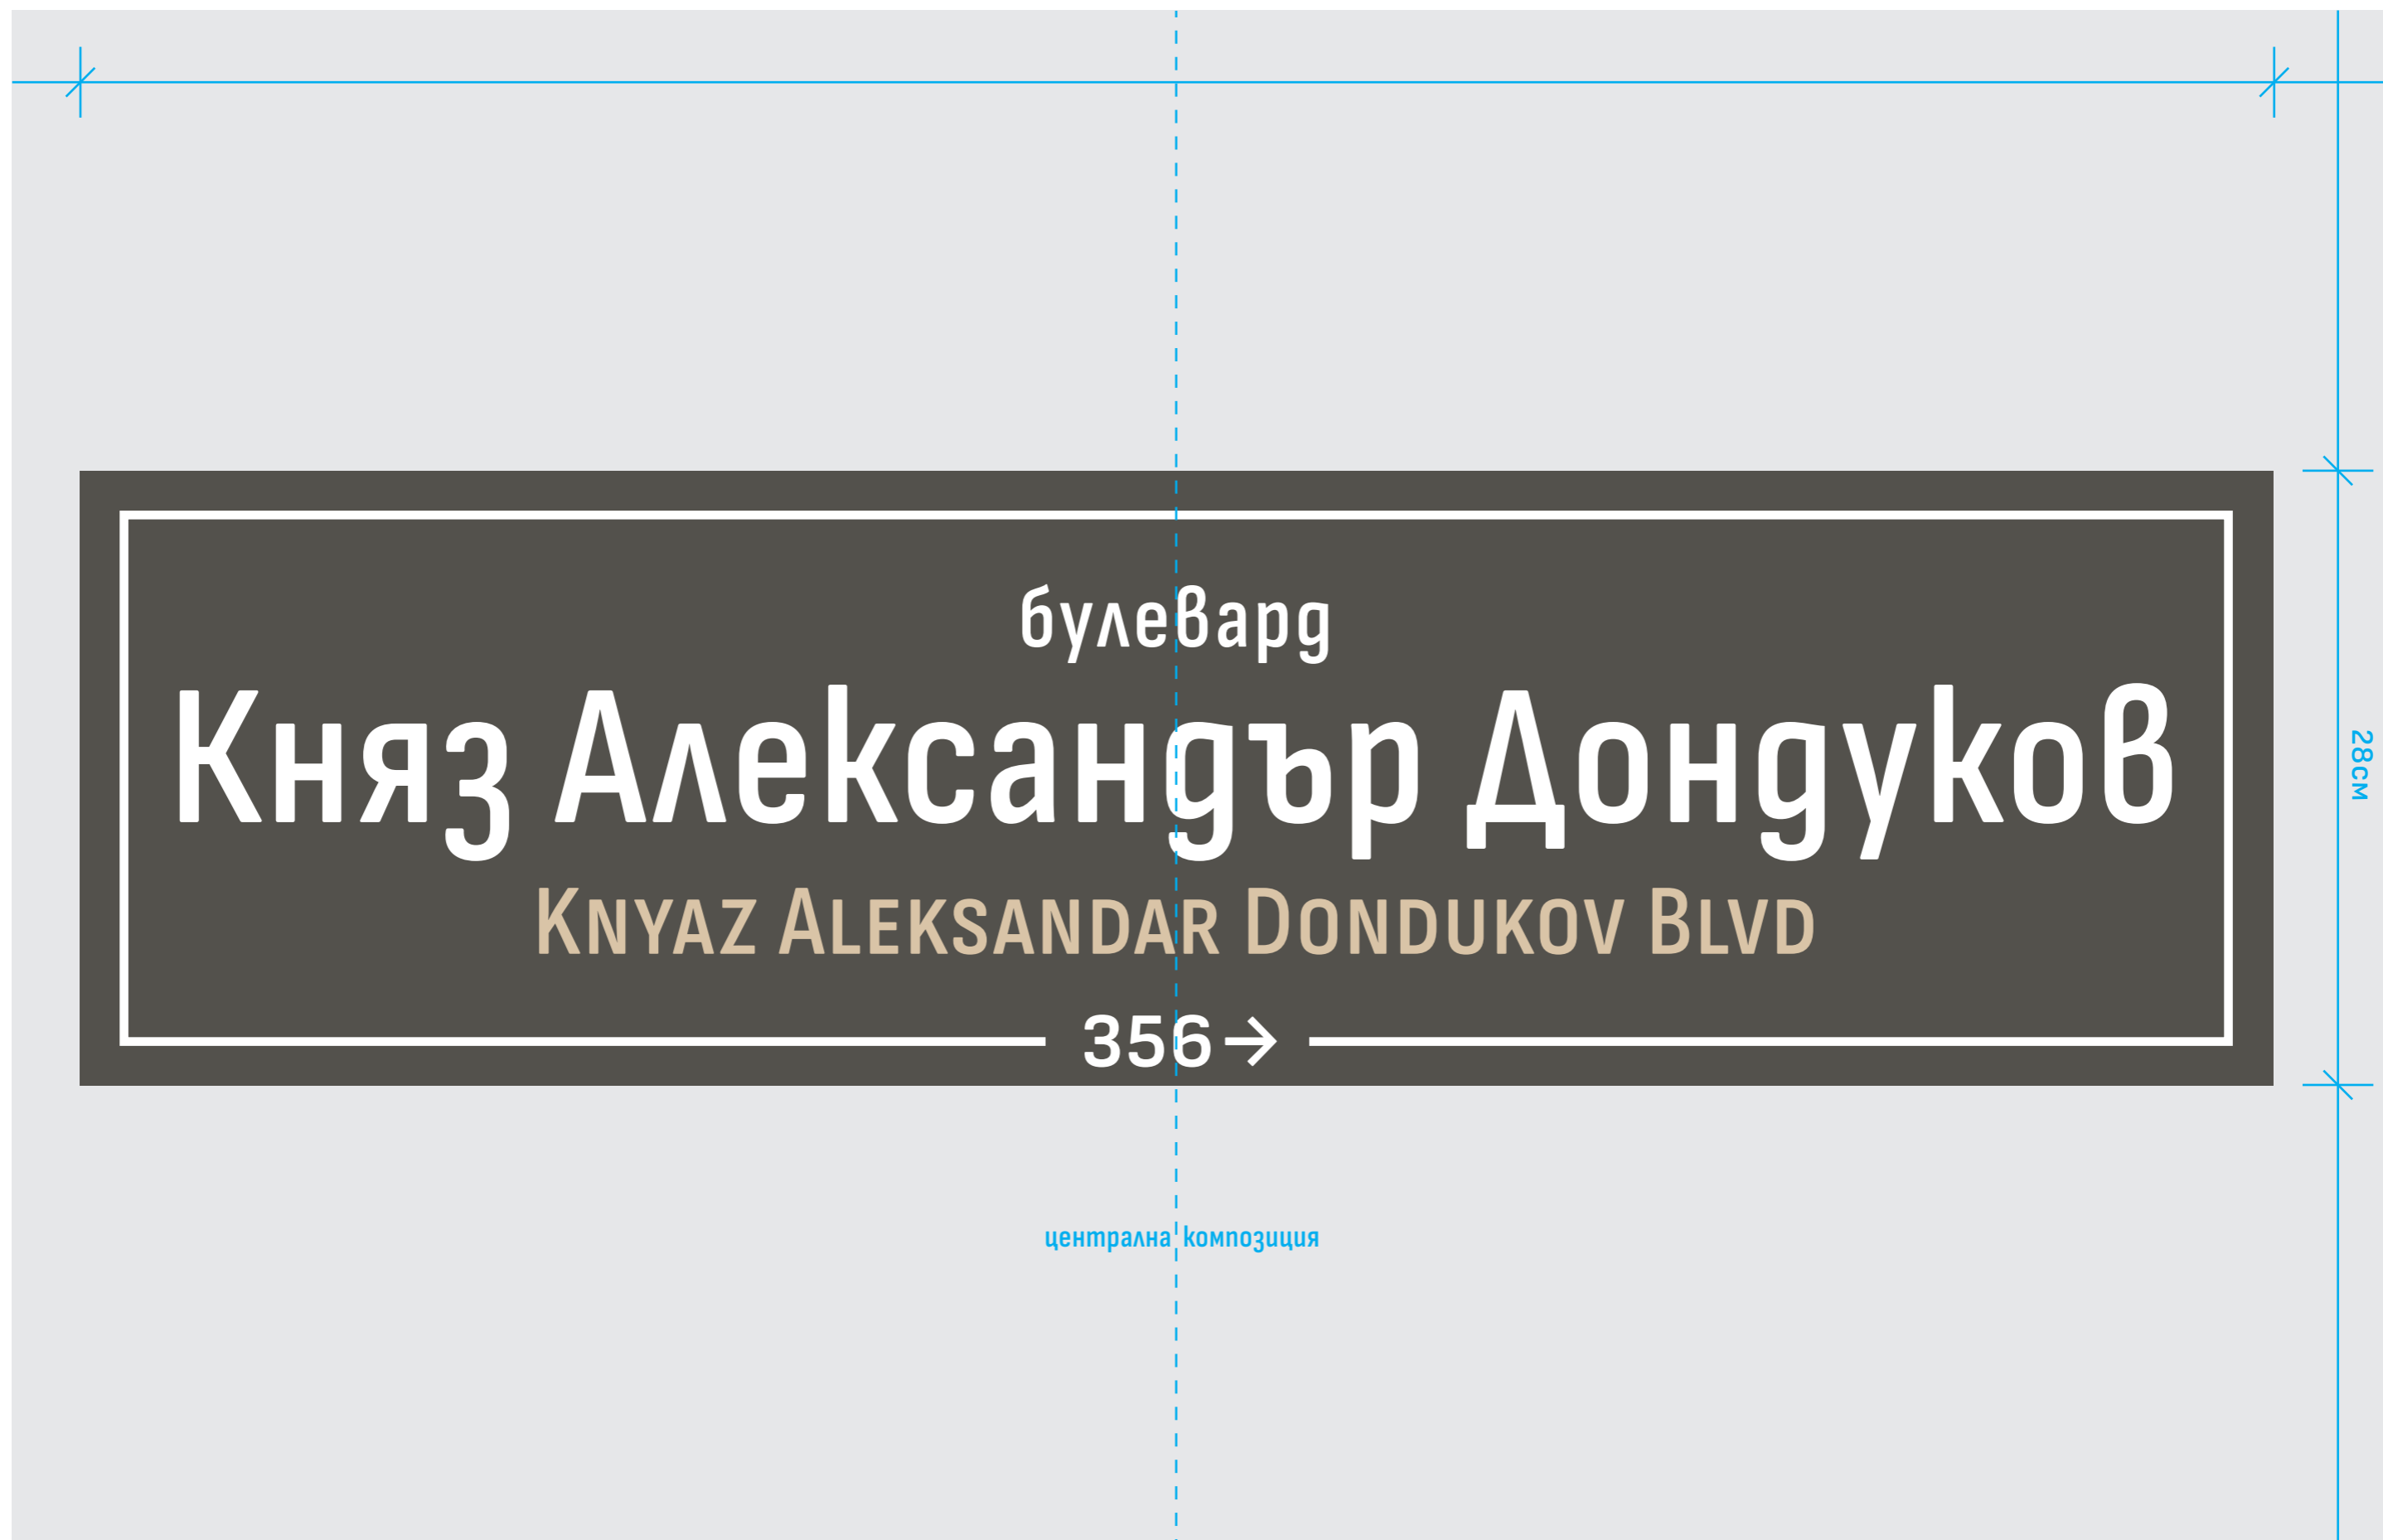 булевард
Княз Александър Дондуков
Knyaz Aleksandar Dondukov Blvd
356→
28см
централна композиция